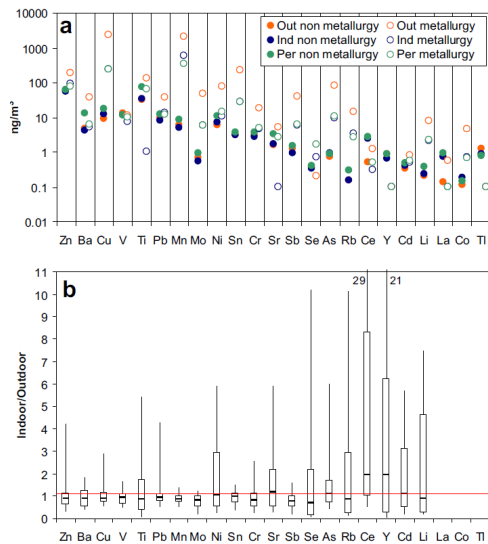 a
10000
1000
100
10
1
0.1
0.01
ng/m³
Out non metallurgy
Out metallurgy
Ind non metallurgy
Ind metallurgy
Per non metallurgy
Per metallurgy
Zn Ba Cu V Ti Pb Mn Mo Ni Sn Cr Sr Sb Se As Rb Ce Y Cd Li La Co Tl
b
11
10
9
8
7
6
5
4
3
2
1
0
Indoor/Outdoor
29 21
Zn Ba Cu V Ti Pb Mn Mo Ni Sn Cr Sr Sb Se As Rb Ce Y Cd Li La Co Tl